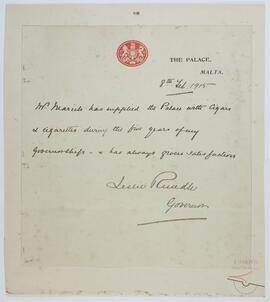 THE PALACE,
MALTA.
9th Feb. 1915
Mr Marich has supplied the Palace with Cigars
& cigarettes during the five years of my
Governorship - & has always given satisfaction
Leslie Rundle
Governor